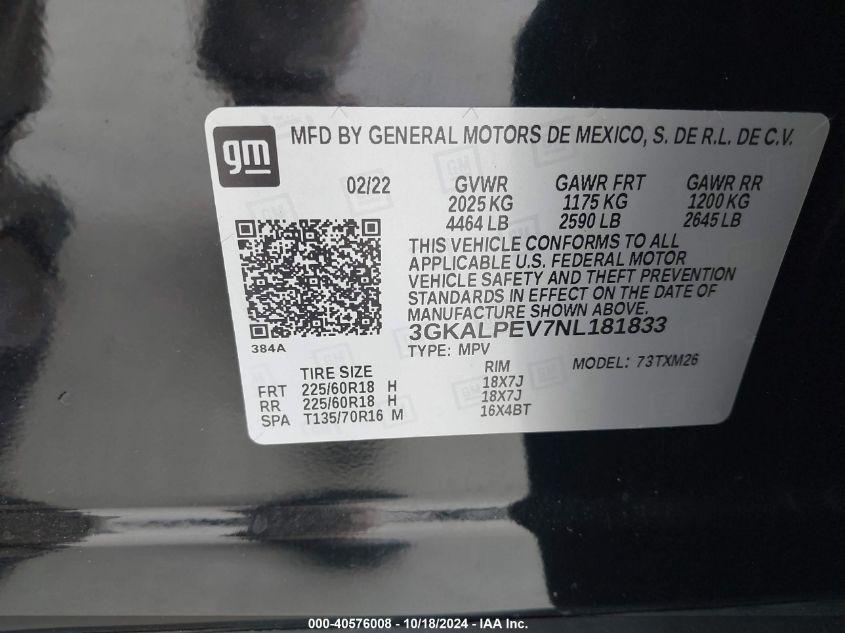 gm MFD BY GENERAL MOTORS DE MEXICO, S. DE R.L. DE C.V.
02/22 GVWR GAWR FRT GAWR RR
2025 KG 1175 KG 1200 KG
4464 LB 2590 LB 2645 LB
THIS VEHICLE CONFORMS TO ALL
APPLICABLE U.S. FEDERAL MOTOR
VEHICLE SAFETY AND THEFT PREVENTION
STANDARDS IN EFFECT ON THE DATE OF
MANUFACTURE SHOWN ABOVE.
3GKALPEV7NL181833
384A TYPE: MPV MODEL: 73TXM26
TIRE SIZE RIM
FRT 225/60R18 H 18X7J
RR 225/60R18 H 18X7J
SPA T135/70R16 M 16X4BT
000-40576008 - 10/18/2024 - IAA Inc.